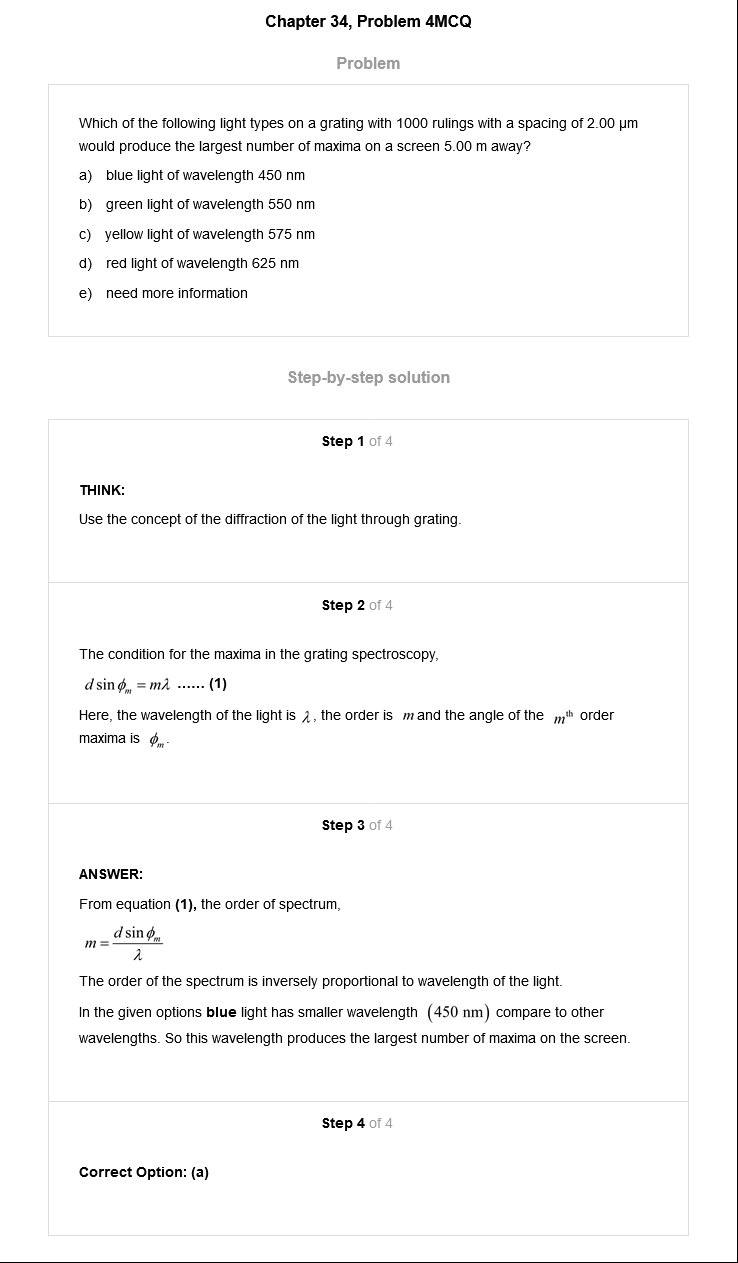 Chapter 34, Problem 4MCQ
Problem
Which of the following light types on a grating with 1000 rulings with a spacing of 2.00 μm
would produce the largest number of maxima on a screen 5.00 m away?
a) blue light of wavelength 450 nm
b) green light of wavelength 550 nm
c) yellow light of wavelength 575 nm
d) red light of wavelength 625 nm
e) need more information
Step-by-step solution
Step 1 of 4
THINK:
Use the concept of the diffraction of the light through grating.
Step 2 of 4
The condition for the maxima in the grating spectroscopy,
d sin ϕ_m = mλ ...... (1)
Here, the wavelength of the light is λ, the order is m and the angle of the m^th order
maxima is ϕ_m.
Step 3 of 4
ANSWER:
From equation (1), the order of spectrum,
m = d sin ϕ_m / λ
The order of the spectrum is inversely proportional to wavelength of the light.
In the given options blue light has smaller wavelength (450 nm) compare to other
wavelengths. So this wavelength produces the largest number of maxima on the screen.
Step 4 of 4
Correct Option: (a)